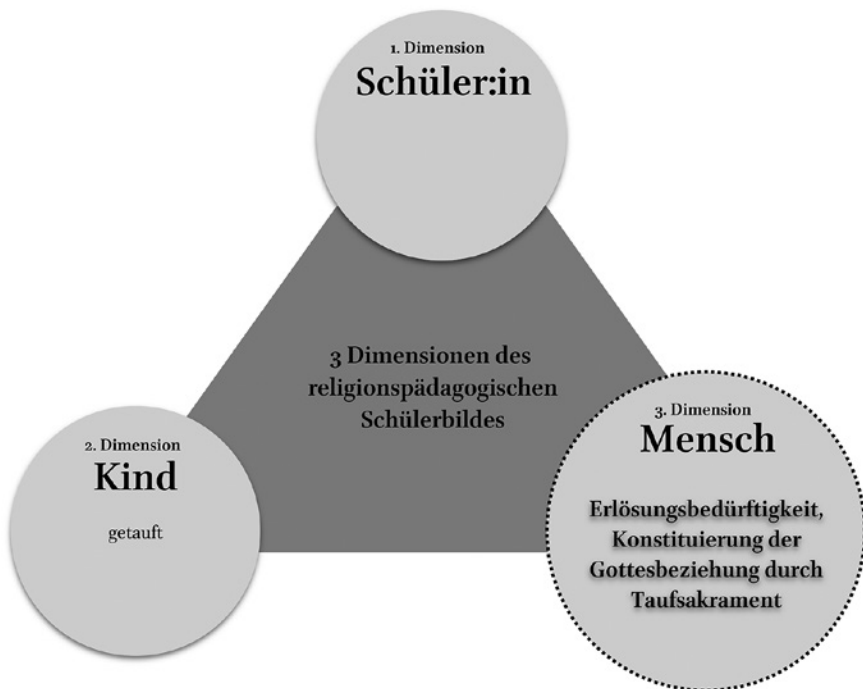 1. Dimension
Schüler:in
3 Dimensionen des
religionspädagogischen
Schülerbildes
2. Dimension
Kind
getauft
3. Dimension
Mensch
Erlösungsbedürftigkeit,
Konstituierung der
Gottesbeziehung durch
Taufsakrament